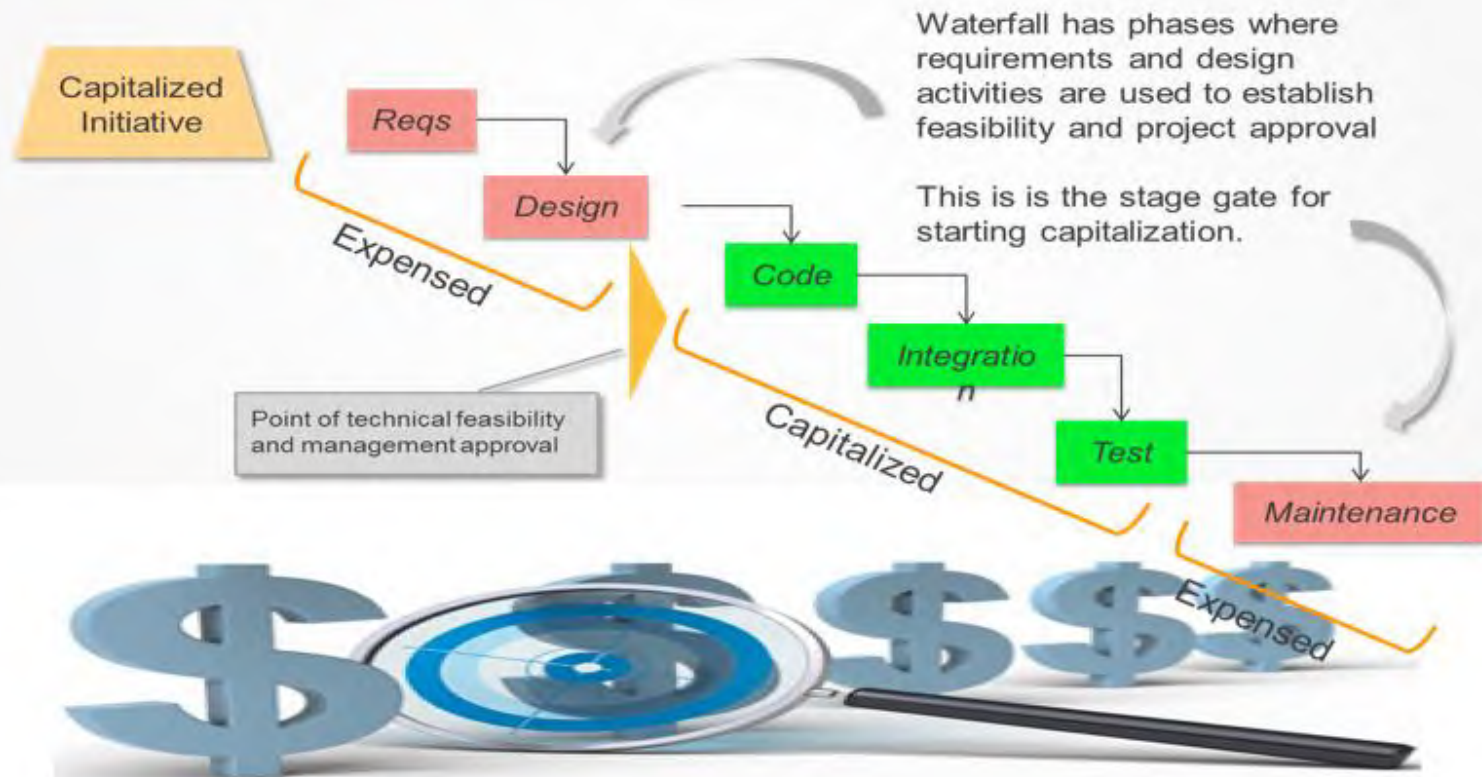 Capitalized
Initiative
Reqs
Design
Expensed
Waterfall has phases where
requirements and design
activities are used to establish
feasibility and project approval
This is is the stage gate for
starting capitalization.
Code
Integratio
n
Point of technical feasibility
and management approval
Capitalized
Test
Maintenance
Expensed
$
$
$
$
$